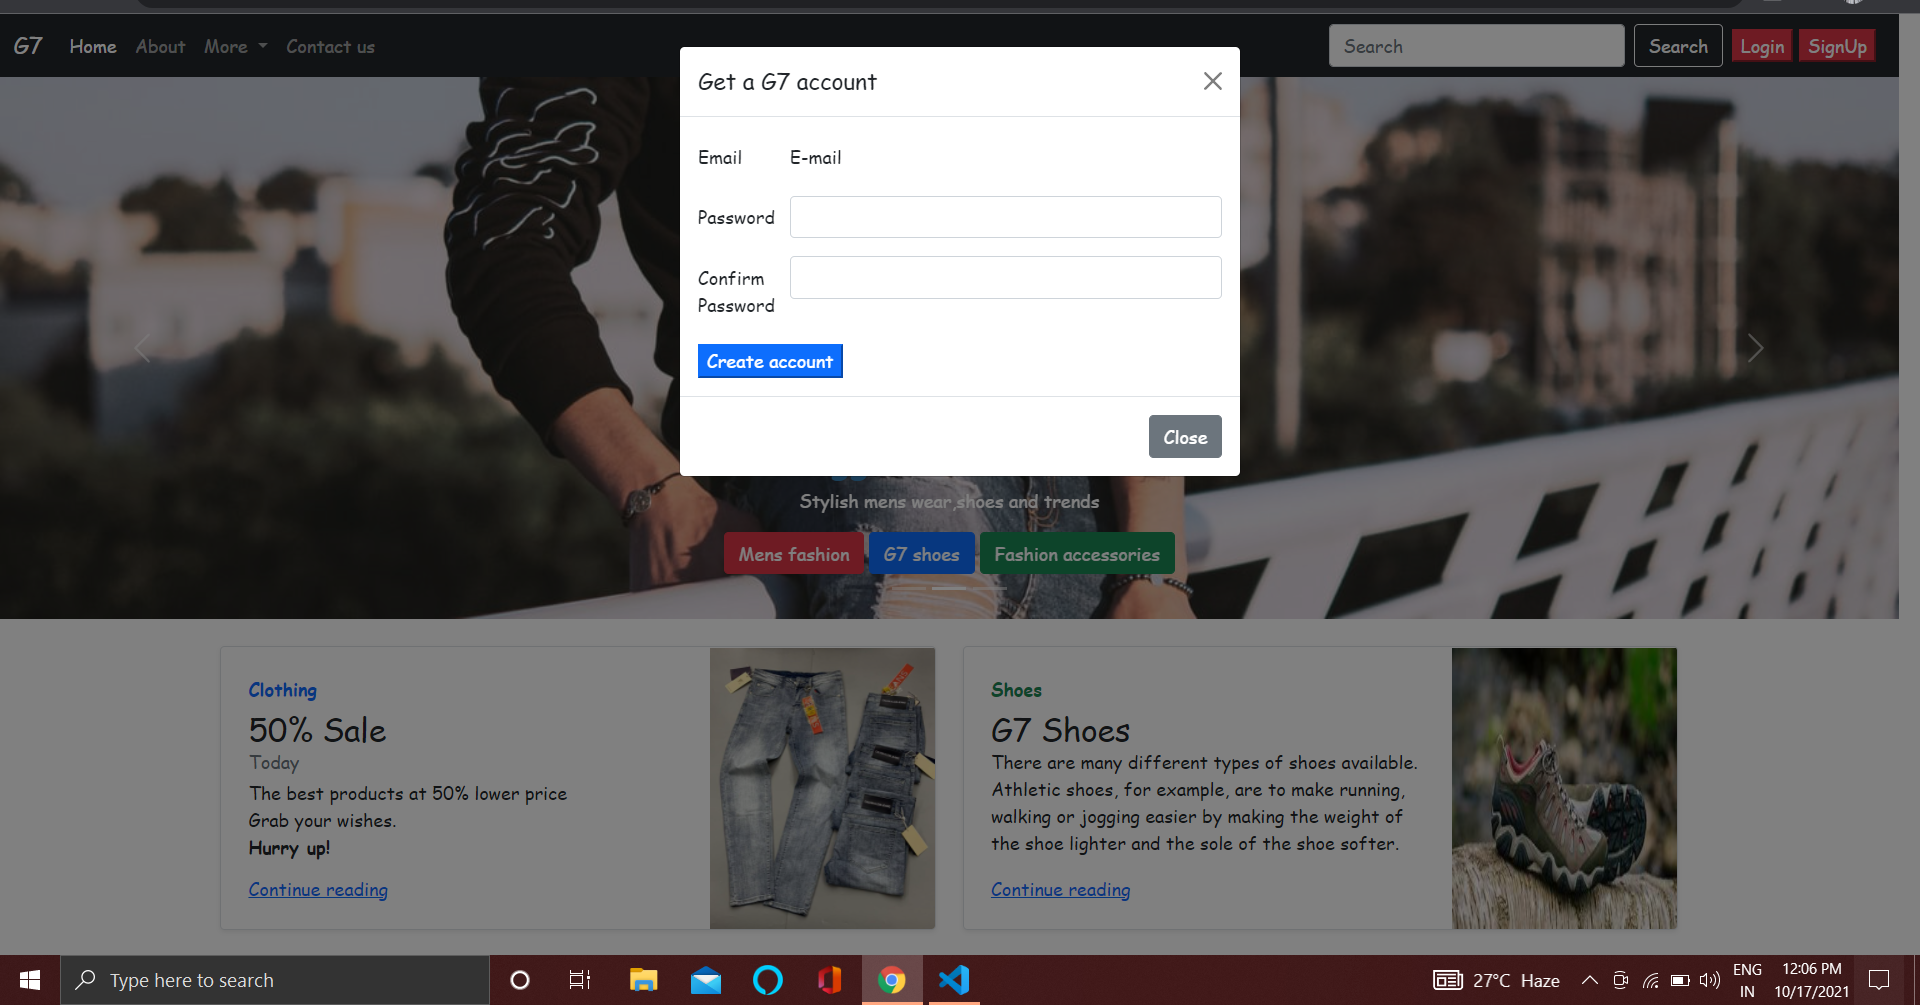 G7 Home About More Contact us Search Search Login SignUp
Get a G7 account
Email E-mail
Password
Confirm
Password
Create account
Close
Stylish mens wear,shoes and trends
Mens fashion G7 shoes Fashion accessories
Clothing
50% Sale
Today
The best products at 50% lower price
Grab your wishes.
Hurry up!
Continue reading
Shoes
G7 Shoes
There are many different types of shoes available.
Athletic shoes, for example, are to make running,
walking or jogging easier by making the weight of
the shoe lighter and the sole of the shoe softer.
Continue reading
Type here to search
27°C Haze
ENG
IN
12:06 PM
10/17/2021